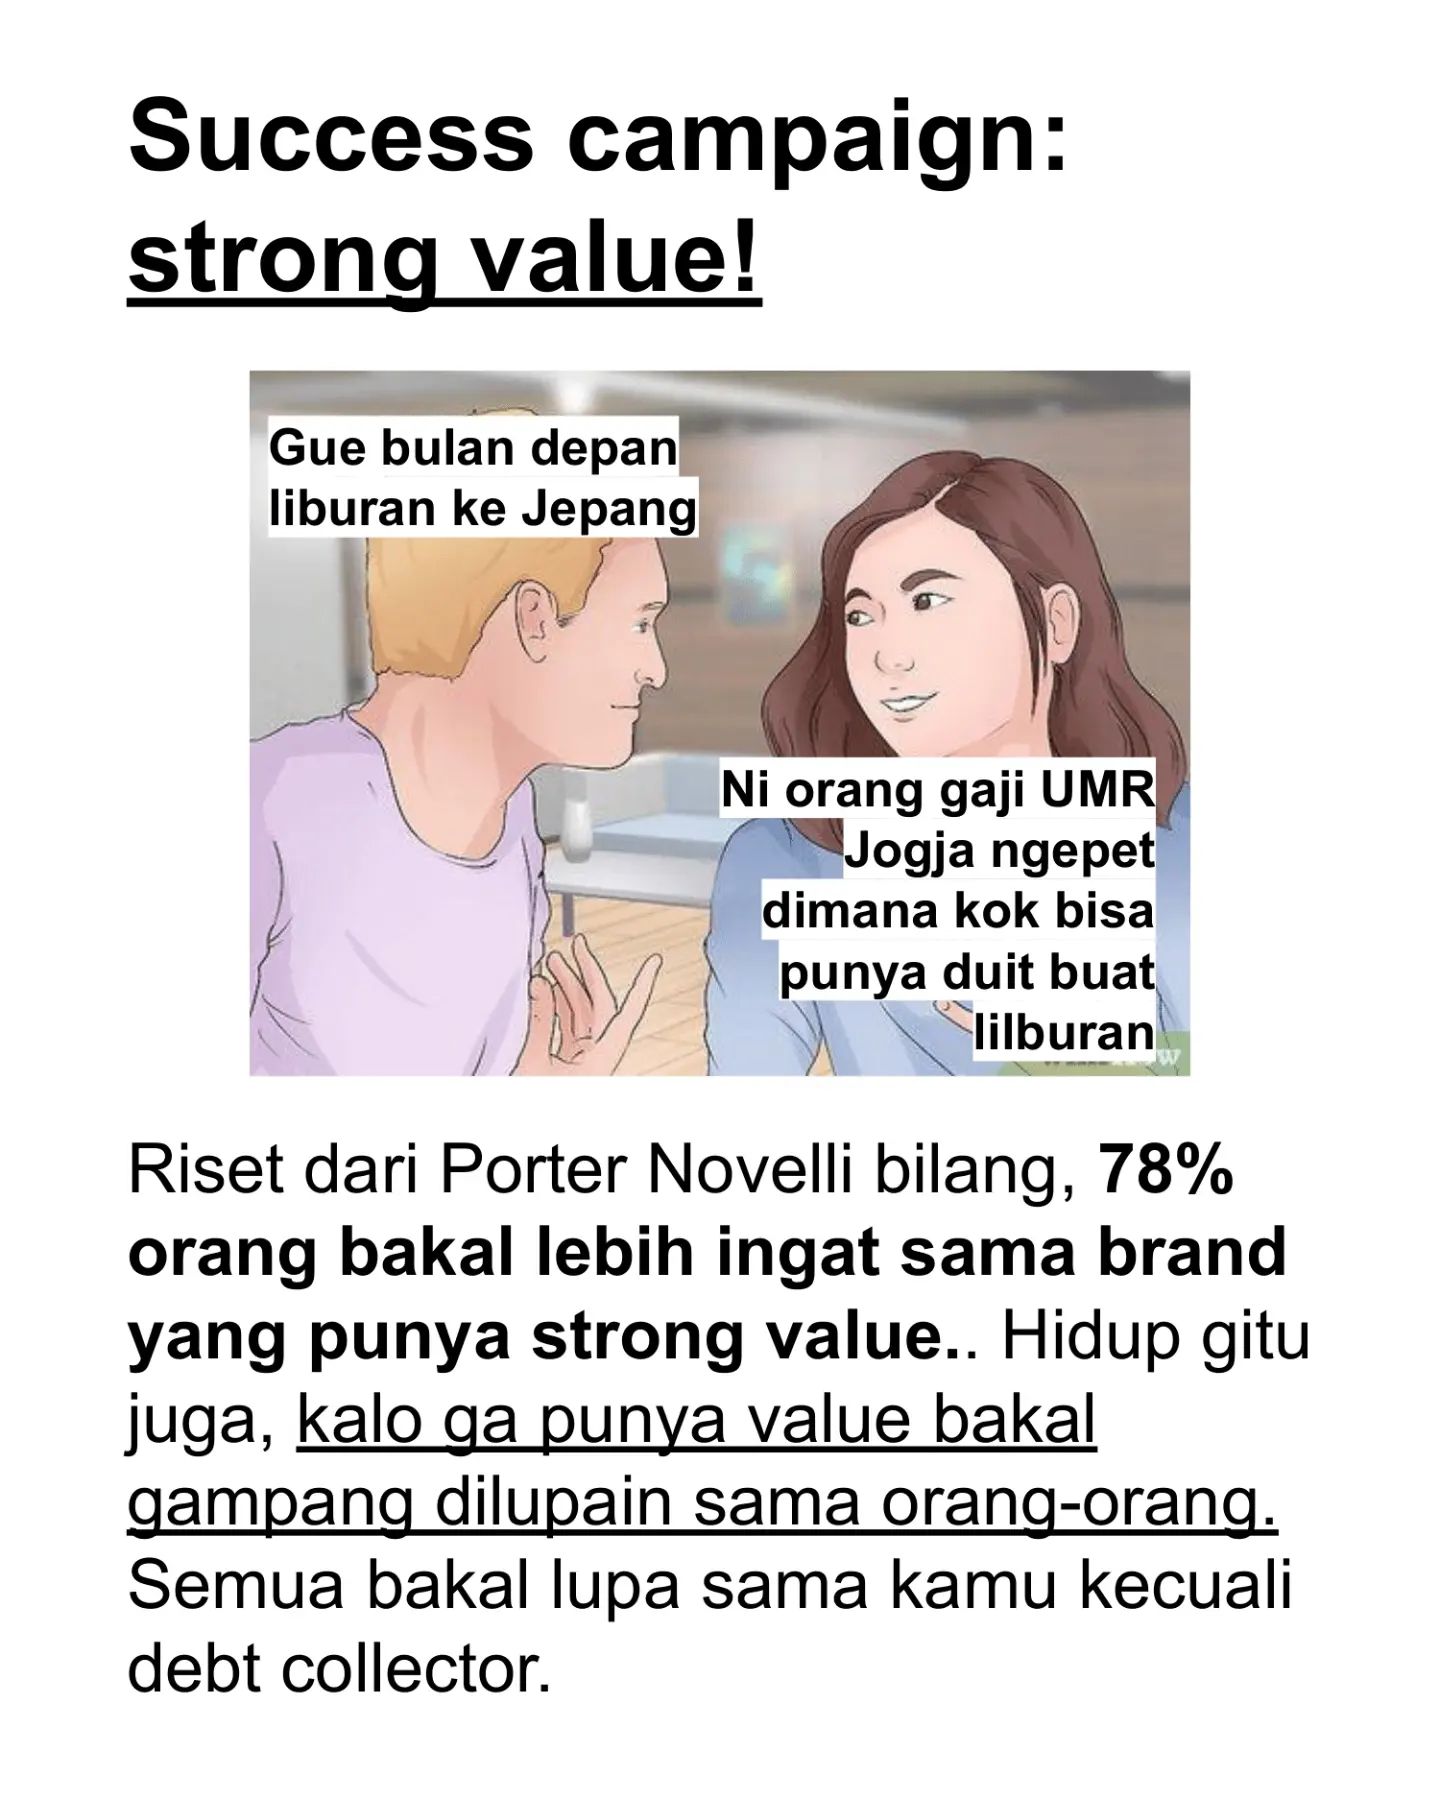 Success campaign:
strong value!
Gue bulan depan
liburan ke Jepang
Ni orang gaji UMR
Jogja ngepet
dimana kok bisa
punya duit buat
lilburan
Riset dari Porter Novelli bilang, 78%
orang bakal lebih ingat sama brand
yang punya strong value.. Hidup gitu
juga, kalo ga punya value bakal
gampang dilupain sama orang-orang.
Semua bakal lupa sama kamu kecuali
debt collector.